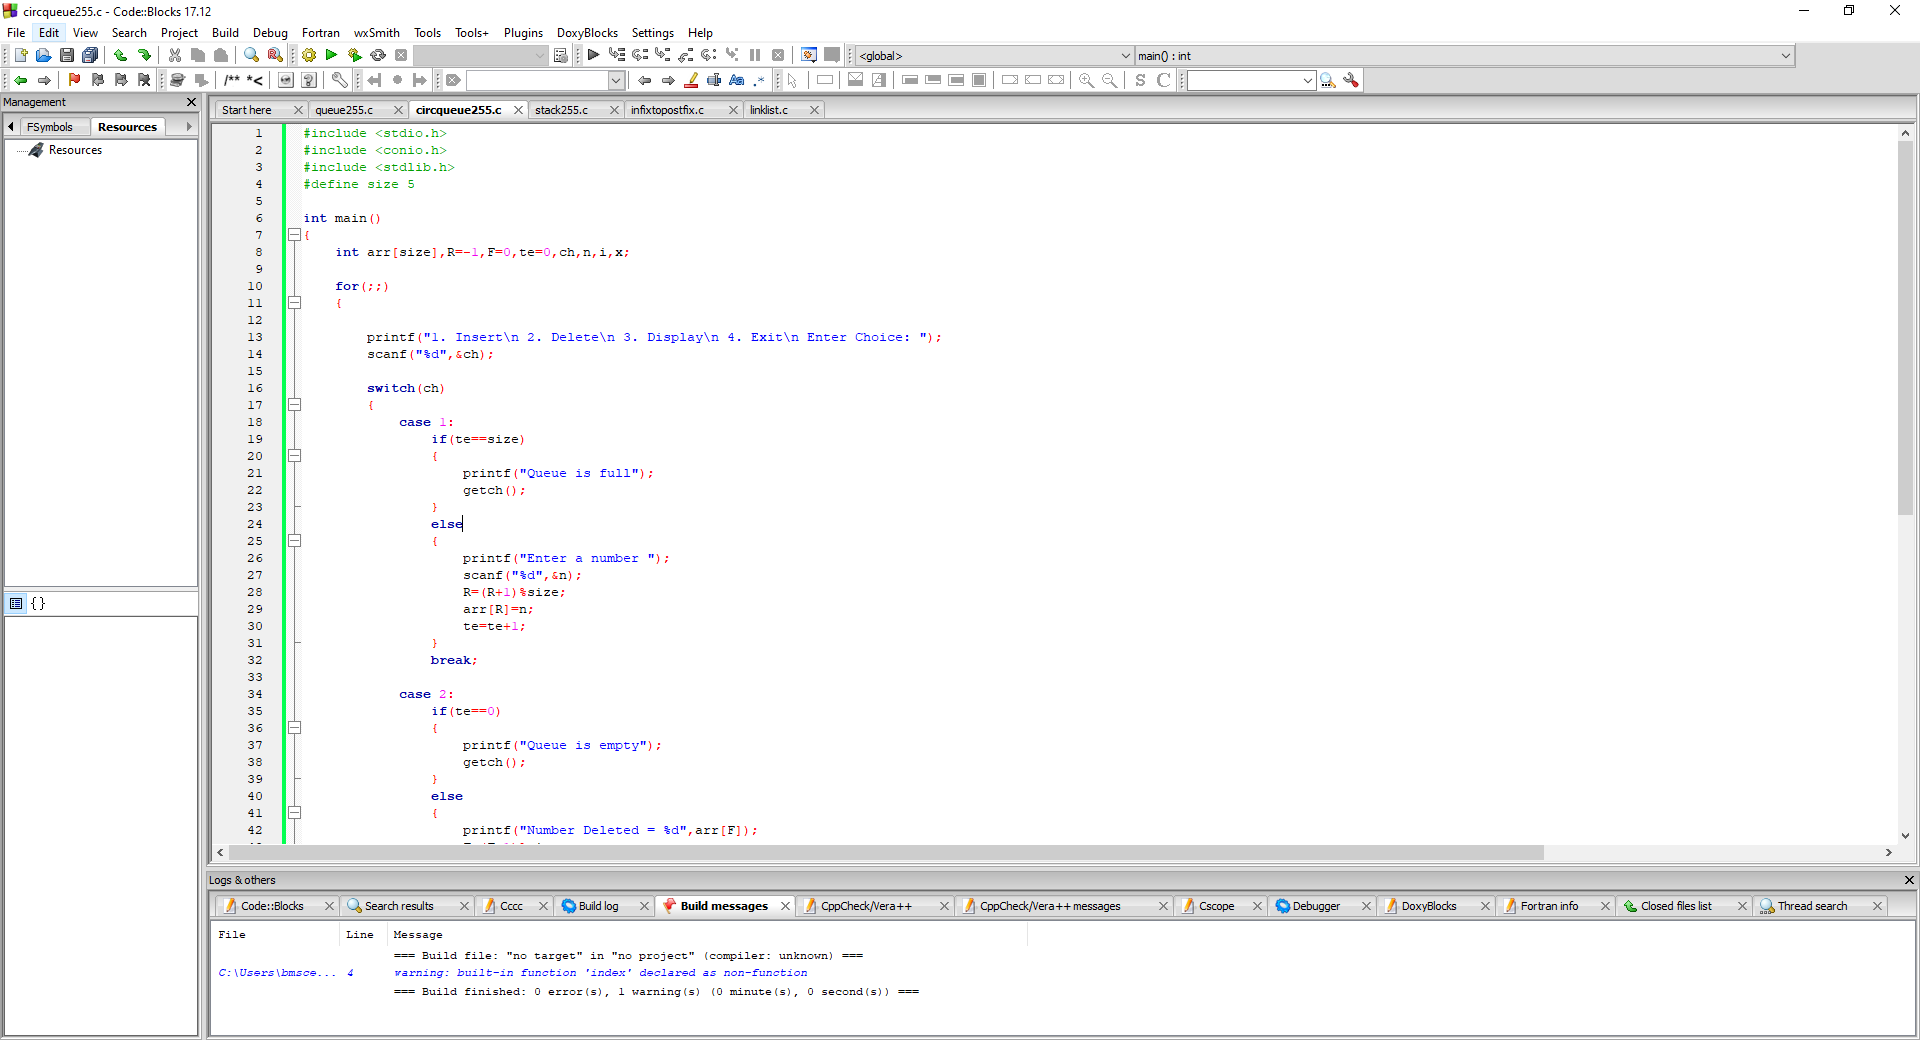 circqueue255.c - Code::Blocks 17.12
File Edit View Search Project Build Debug Fortran wxSmith Tools Tools+ Plugins DoxyBlocks Settings Help
<global> main() : int
/** *< Aa .* S C
Management
FSymbols Resources
Resources
{}
Start here queue255.c circqueue255.c stack255.c infixtopostfix.c linklist.c
1 #include <stdio.h>
2 #include <conio.h>
3 #include <stdlib.h>
4 #define size 5
5
6 int main()
7 {
8 int arr[size],R=-1,F=0,te=0,ch,n,i,x;
9
10 for(;;)
11 {
12
13 printf("1. Insert\n 2. Delete\n 3. Display\n 4. Exit\n Enter Choice: ");
14 scanf("%d",&ch);
15
16 switch(ch)
17 {
18 case 1:
19 if(te==size)
20 {
21 printf("Queue is full");
22 getch();
23 }
24 else
25 {
26 printf("Enter a number ");
27 scanf("%d",&n);
28 R=(R+1)%size;
29 arr[R]=n;
30 te=te+1;
31 }
32 break;
33
34 case 2:
35 if(te==0)
36 {
37 printf("Queue is empty");
38 getch();
39 }
40 else
41 {
42 printf("Number Deleted = %d",arr[F]);
Logs & others
Code::Blocks Search results Cccc Build log Build messages CppCheck/Vera++ CppCheck/Vera++ messages Cscope Debugger DoxyBlocks Fortran info Closed files list Thread search
File Line Message
=== Build file: "no target" in "no project" (compiler: unknown) ===
C:\Users\bmsce... 4 warning: built-in function 'index' declared as non-function
=== Build finished: 0 error(s), 1 warning(s) (0 minute(s), 0 second(s)) ===